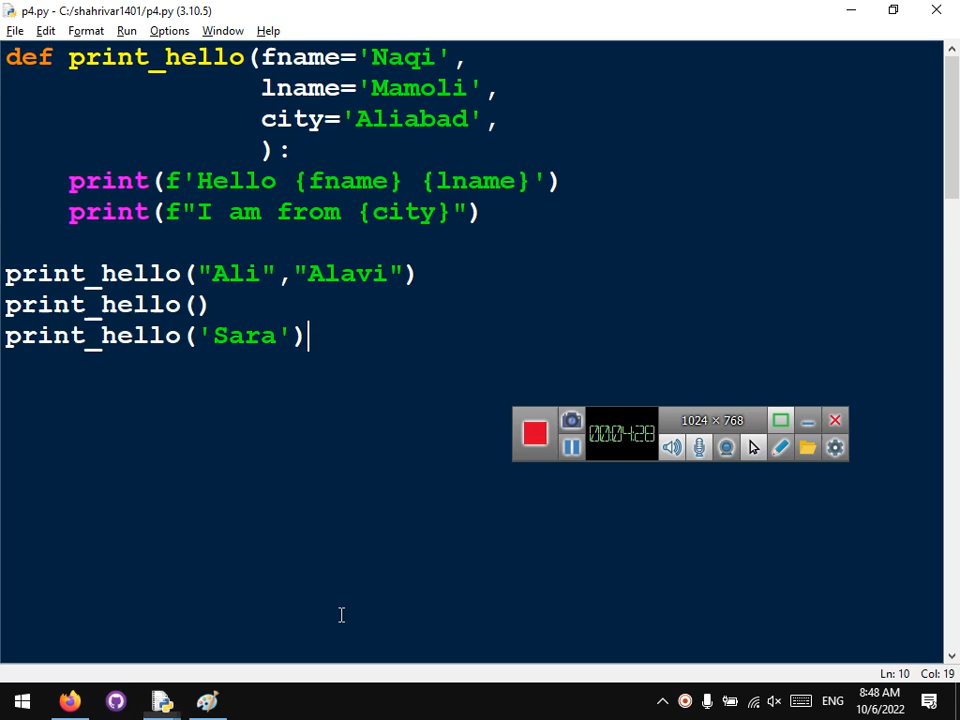 p4.py - C:/shahrivar1401/p4.py (3.10.5)
File Edit Format Run Options Window Help
def print_hello(fname='Naqi',
                lname='Mamoli',
                city='Aliabad',
                ):
    print(f'Hello {fname} {lname}')
    print(f"I am from {city}")

print_hello("Ali","Alavi")
print_hello()
print_hello('Sara')
1024 × 768
00:04:28
Ln: 10 Col: 19
ENG
8:48 AM
10/6/2022